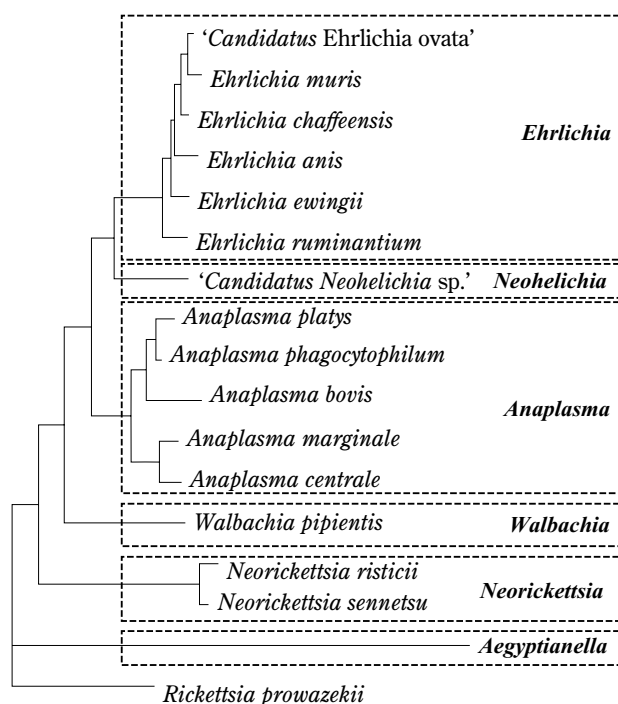 ‘Candidatus Ehrlichia ovata’
Ehrlichia muris
Ehrlichia chaffeensis
Ehrlichia
Ehrlichia anis
Ehrlichia ewingii
Ehrlichia ruminantium
‘Candidatus Neohelichia sp.’ Neohelichia
Anaplasma platys
Anaplasma phagocytophilum
Anaplasma bovis
Anaplasma
Anaplasma marginale
Anaplasma centrale
Walbachia pipientis Walbachia
Neorickettsia risticii
Neorickettsia
Neorickettsia sennetsu
Aegyptianella
Rickettsia prowazekii